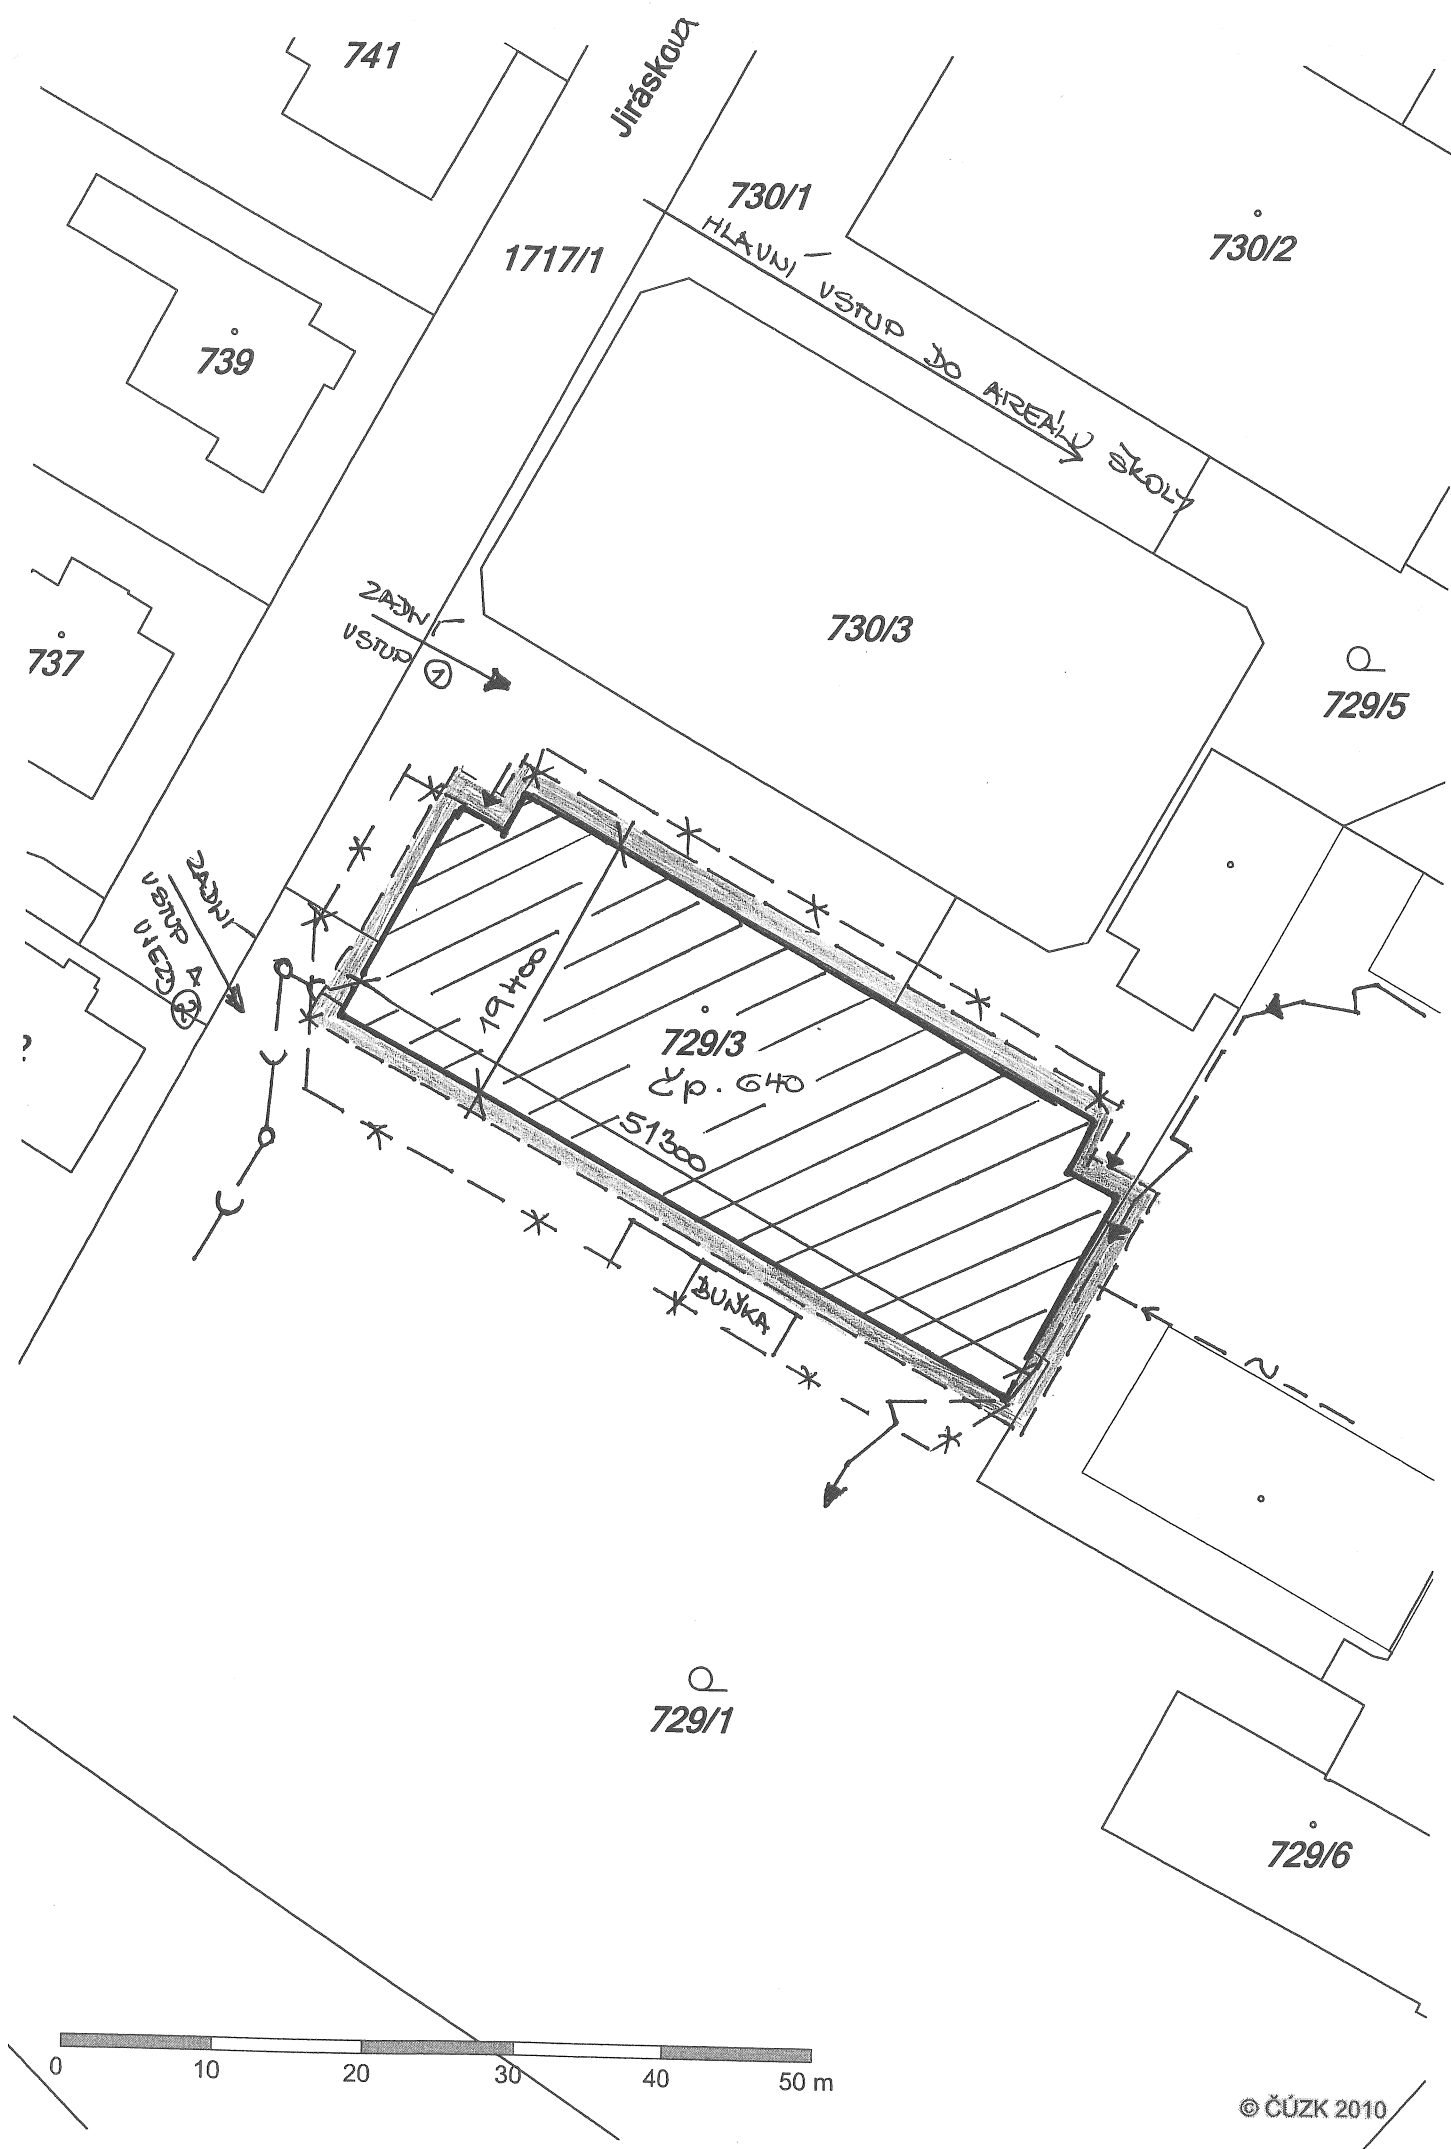 741
Jiráskova
730/1
730/2
1717/1
HLAVNÍ VSTUP DO AREÁLU ŠKOLY
739
730/3
ZADNÍ
VSTUP 1
737
729/5
ZADNÍ
VSTUP A
VJEZD 2
19400
729/3
čp. 640
51300
?
BUŇKA
729/1
729/6
0 10 20 30 40 50 m
© ČÚZK 2010